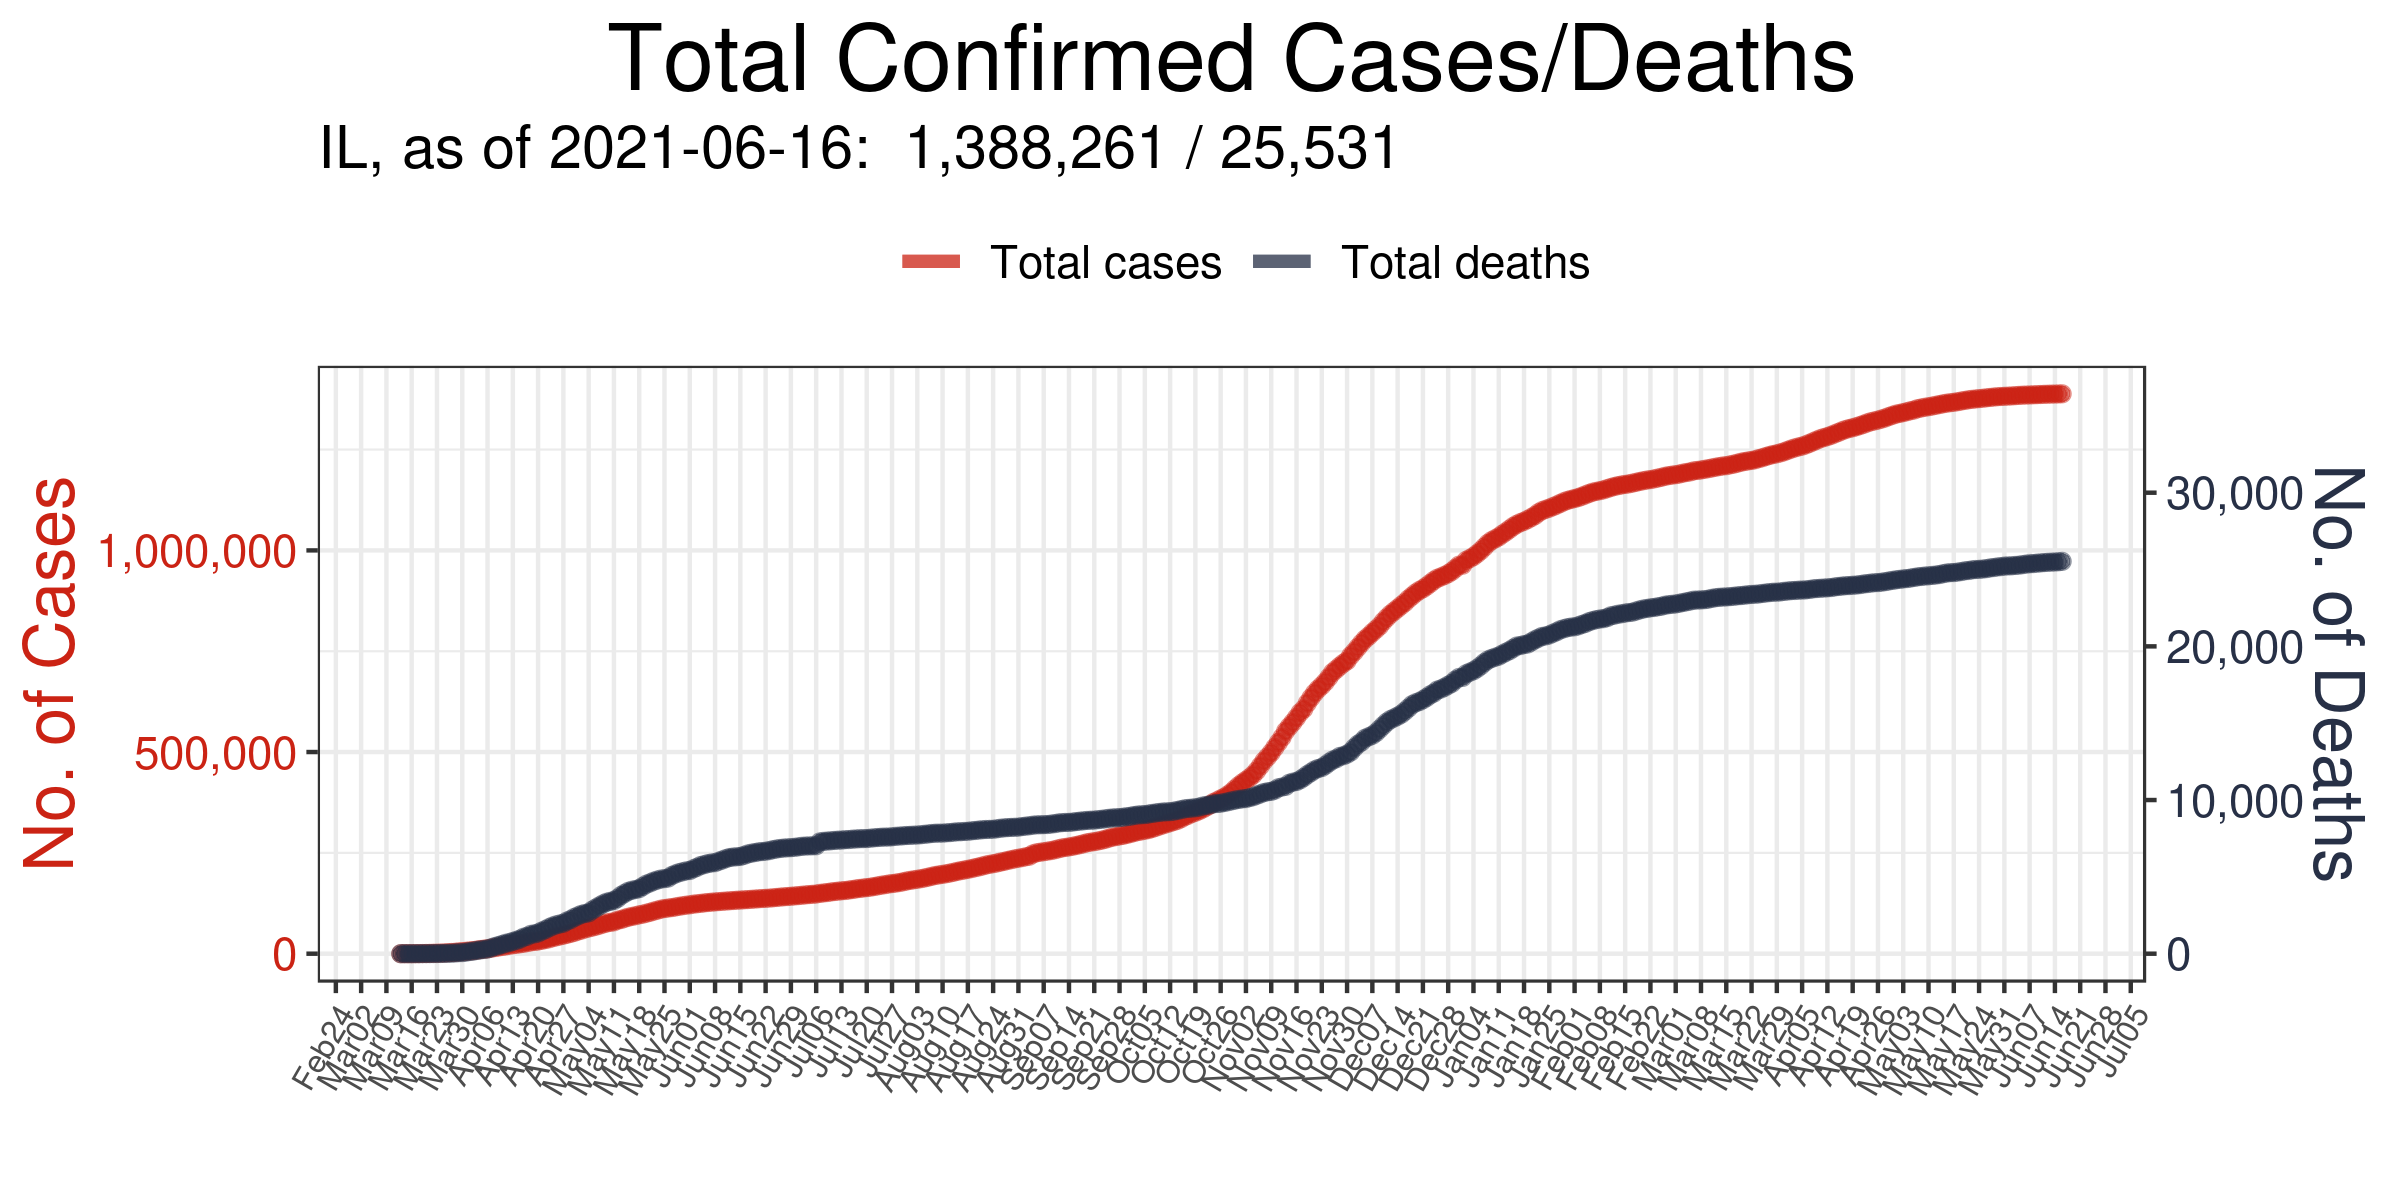 Total Confirmed Cases/Deaths
IL, as of 2021-06-16:  1,388,261 / 25,531
Total cases
Total deaths
No. of Cases
1,000,000
500,000
0
30,000
20,000
10,000
0
No. of Deaths
Feb24
Mar02
Mar09
Mar16
Mar23
Mar30
Apr06
Apr13
Apr20
Apr27
May04
May11
May18
May25
Jun01
Jun08
Jun15
Jun22
Jun29
Jul06
Jul13
Jul20
Jul27
Aug03
Aug10
Aug17
Aug24
Aug31
Sep07
Sep14
Sep21
Sep28
Oct05
Oct12
Oct19
Oct26
Nov02
Nov09
Nov16
Nov23
Nov30
Dec07
Dec14
Dec21
Dec28
Jan04
Jan11
Jan18
Jan25
Feb01
Feb08
Feb15
Feb22
Mar01
Mar08
Mar15
Mar22
Mar29
Apr05
Apr12
Apr19
Apr26
May03
May10
May17
May24
May31
Jun07
Jun14
Jun21
Jun28
Jul05